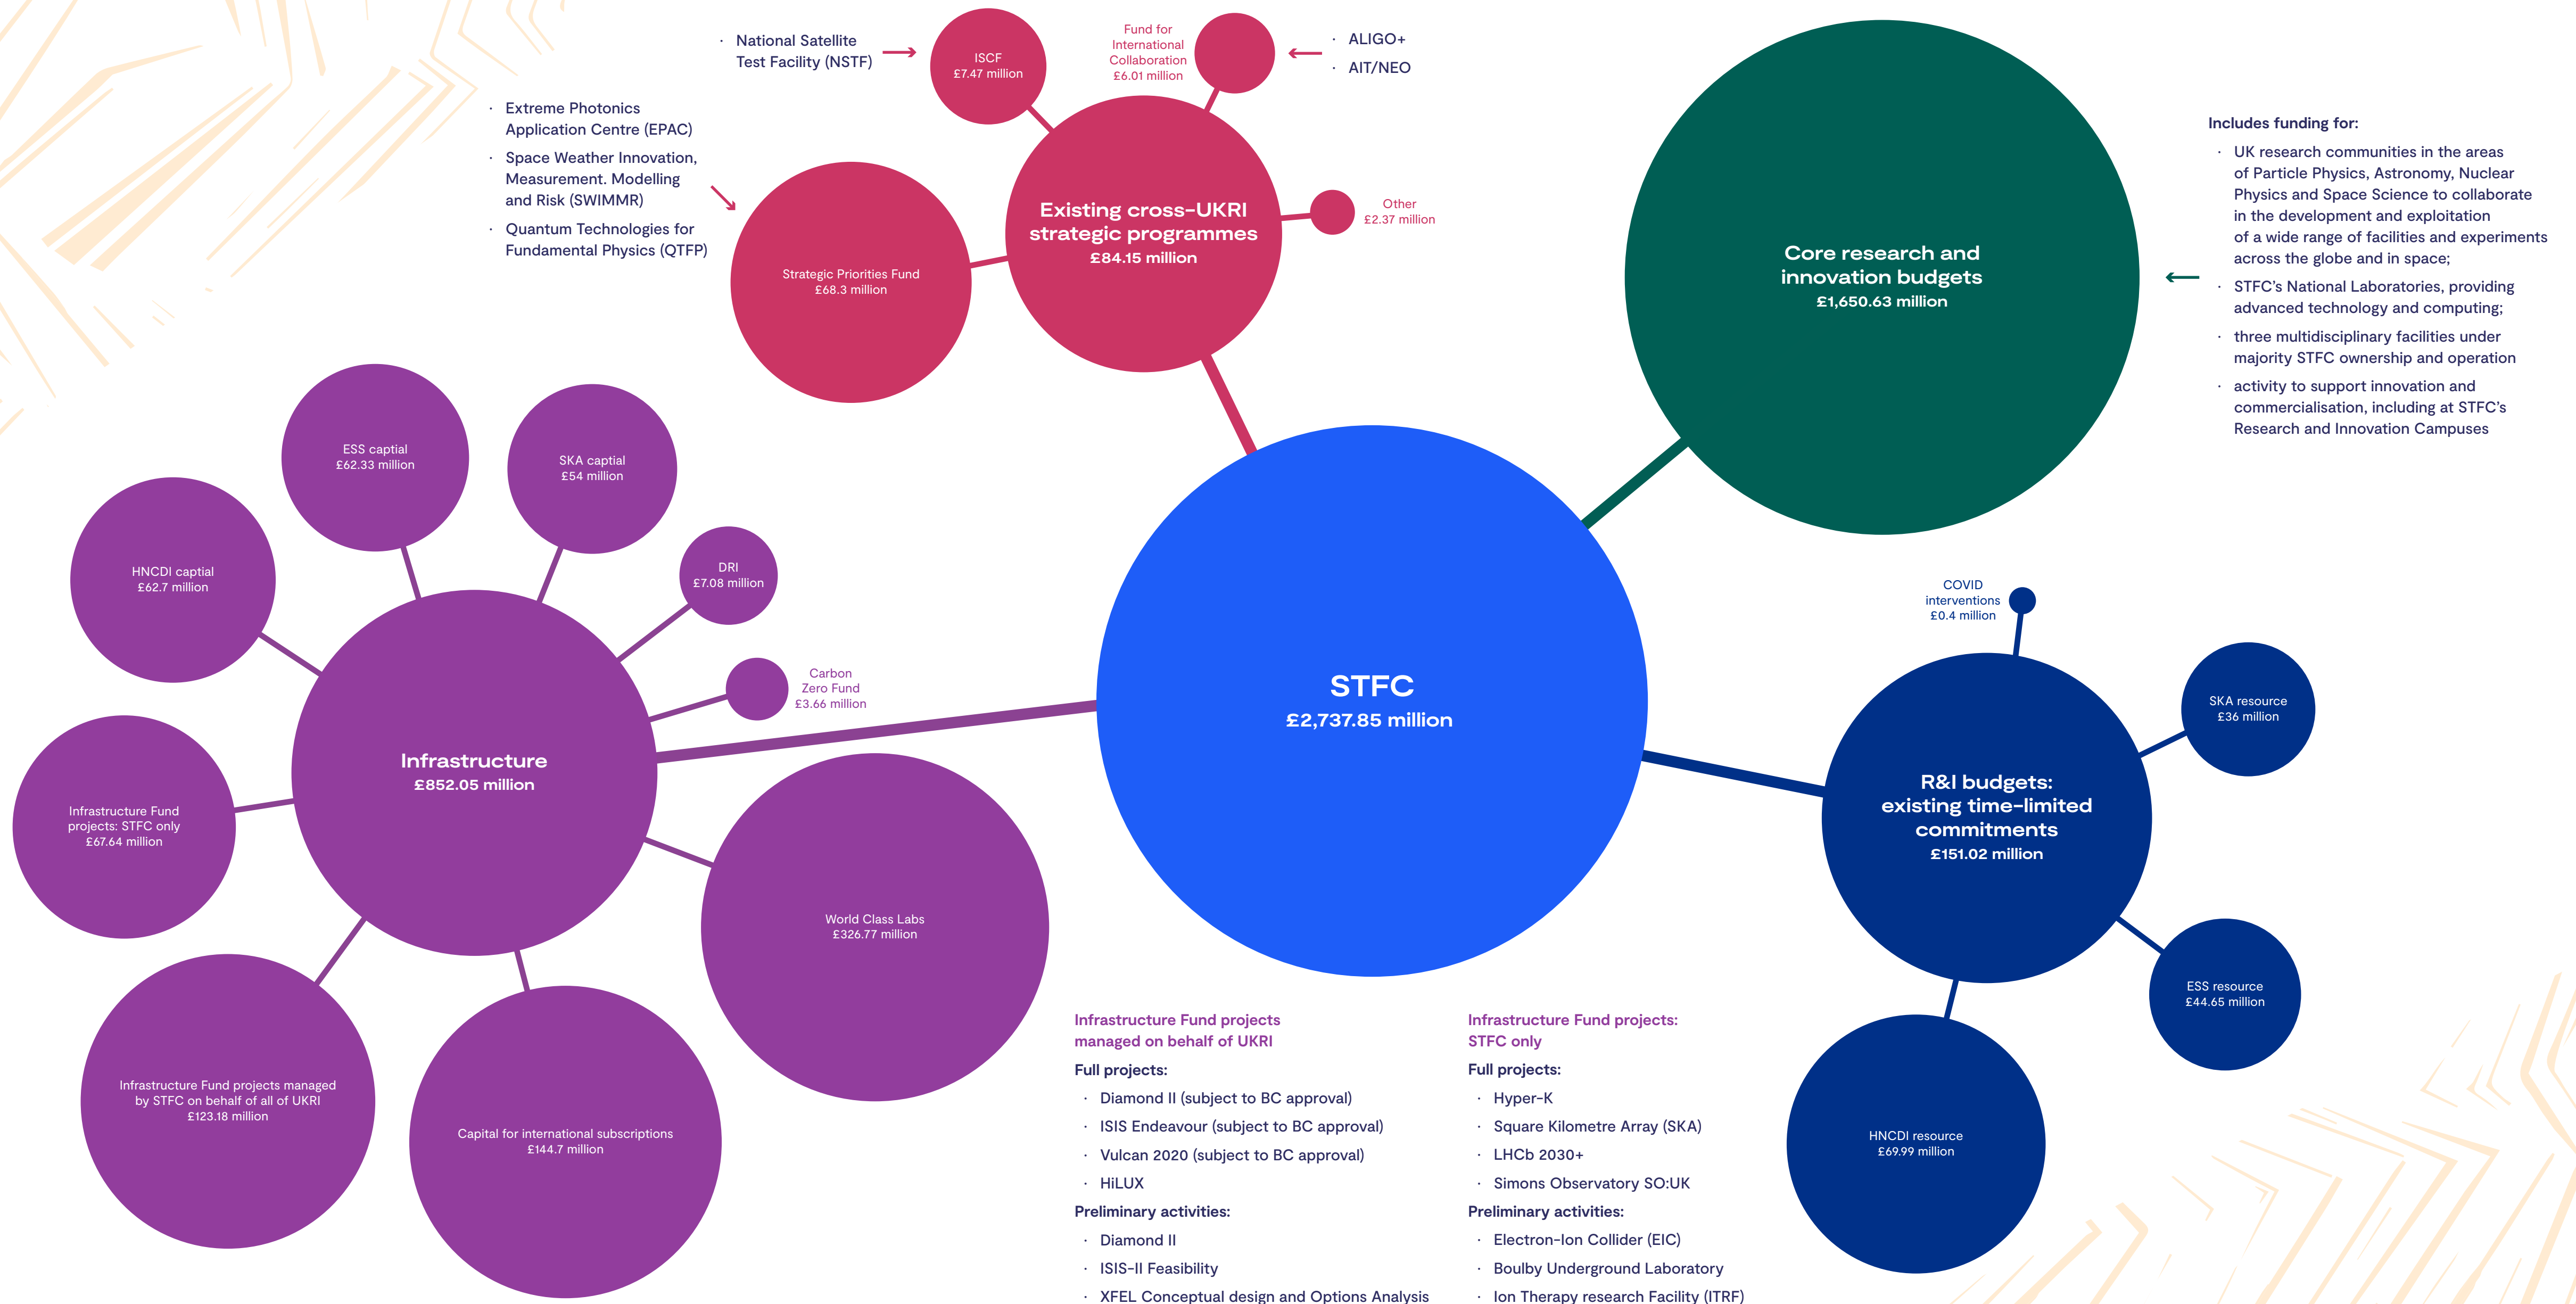 · National Satellite
Test Facility (NSTF)
ISCF
£7.47 million
Fund for
International
Collaboration
£6.01 million
· ALIGO+
· AIT/NEO
· Extreme Photonics
Application Centre (EPAC)
· Space Weather Innovation,
Measurement. Modelling
and Risk (SWIMMR)
· Quantum Technologies for
Fundamental Physics (QTFP)
Strategic Priorities Fund
£68.3 million
Existing cross-UKRI
strategic programmes
£84.15 million
Other
£2.37 million
Core research and
innovation budgets
£1,650.63 million
Includes funding for:
· UK research communities in the areas
of Particle Physics, Astronomy, Nuclear
Physics and Space Science to collaborate
in the development and exploitation
of a wide range of facilities and experiments
across the globe and in space;
· STFC's National Laboratories, providing
advanced technology and computing;
· three multidisciplinary facilities under
majority STFC ownership and operation
· activity to support innovation and
commercialisation, including at STFC's
Research and Innovation Campuses
ESS captial
£62.33 million
SKA captial
£54 million
HNCDI captial
£62.7 million
DRI
£7.08 million
Carbon
Zero Fund
£3.66 million
Infrastructure
£852.05 million
Infrastructure Fund
projects: STFC only
£67.64 million
World Class Labs
£326.77 million
Infrastructure Fund projects managed
by STFC on behalf of all of UKRI
£123.18 million
Capital for international subscriptions
£144.7 million
STFC
£2,737.85 million
COVID
interventions
£0.4 million
SKA resource
£36 million
R&I budgets:
existing time-limited
commitments
£151.02 million
ESS resource
£44.65 million
HNCDI resource
£69.99 million
Infrastructure Fund projects
managed on behalf of UKRI
Full projects:
· Diamond II (subject to BC approval)
· ISIS Endeavour (subject to BC approval)
· Vulcan 2020 (subject to BC approval)
· HiLUX
Preliminary activities:
· Diamond II
· ISIS-II Feasibility
· XFEL Conceptual design and Options Analysis
Infrastructure Fund projects:
STFC only
Full projects:
· Hyper-K
· Square Kilometre Array (SKA)
· LHCb 2030+
· Simons Observatory SO:UK
Preliminary activities:
· Electron-Ion Collider (EIC)
· Boulby Underground Laboratory
· Ion Therapy research Facility (ITRF)